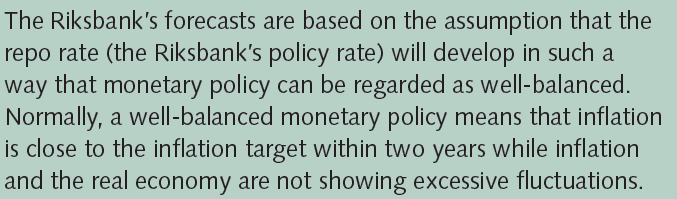 The Riksbank's forecasts are based on the assumption that the
repo rate (the Riksbank's policy rate) will develop in such a
way that monetary policy can be regarded as well-balanced.
Normally, a well-balanced monetary policy means that inflation
is close to the inflation target within two years while inflation
and the real economy are not showing excessive fluctuations.